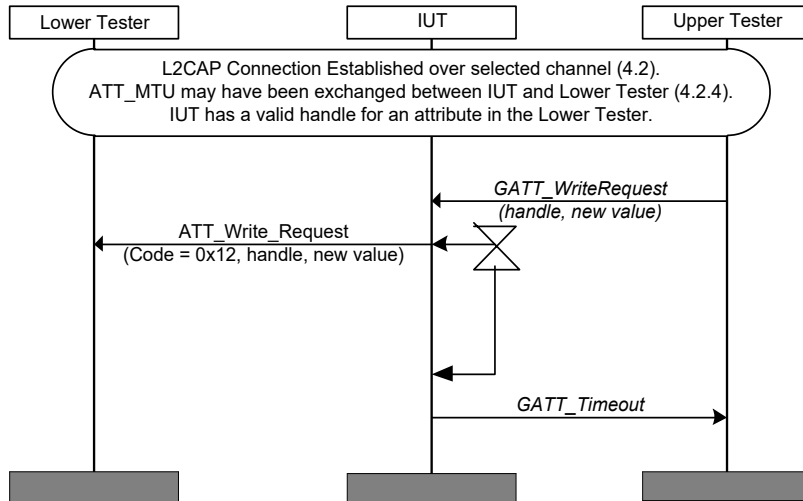 Lower Tester
IUT
Upper Tester
L2CAP Connection Established over selected channel (4.2).
ATT_MTU may have been exchanged between IUT and Lower Tester (4.2.4).
IUT has a valid handle for an attribute in the Lower Tester.
GATT_WriteRequest
(handle, new value)
ATT_Write_Request
(Code = 0x12, handle, new value)
GATT_Timeout